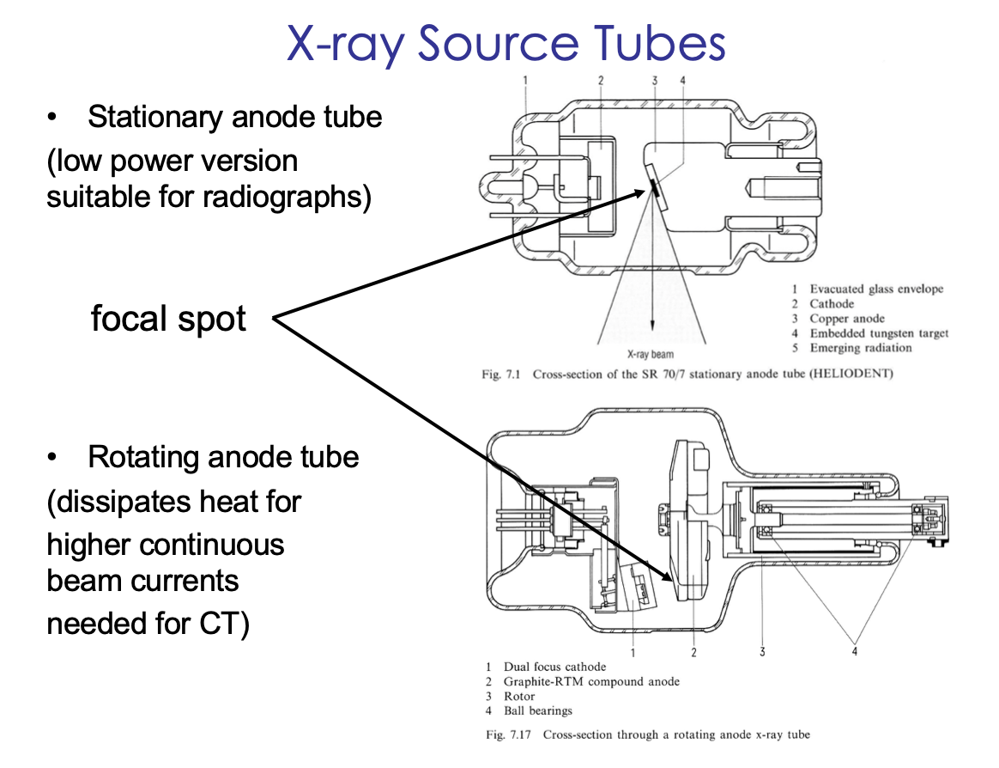 X-ray Source Tubes
• Stationary anode tube
(low power version
suitable for radiographs)
focal spot
• Rotating anode tube
(dissipates heat for
higher continuous
beam currents
needed for CT)
1 2 3 4
X-ray beam
1 Evacuated glass envelope
2 Cathode
3 Copper anode
4 Embedded tungsten target
5 Emerging radiation
Fig. 7.1 Cross-section of the SR 70/7 stationary anode tube (HELIODENT)
1 2 3 4
1 Dual focus cathode
2 Graphite-RTM compound anode
3 Rotor
4 Ball bearings
Fig. 7.17 Cross-section through a rotating anode x-ray tube